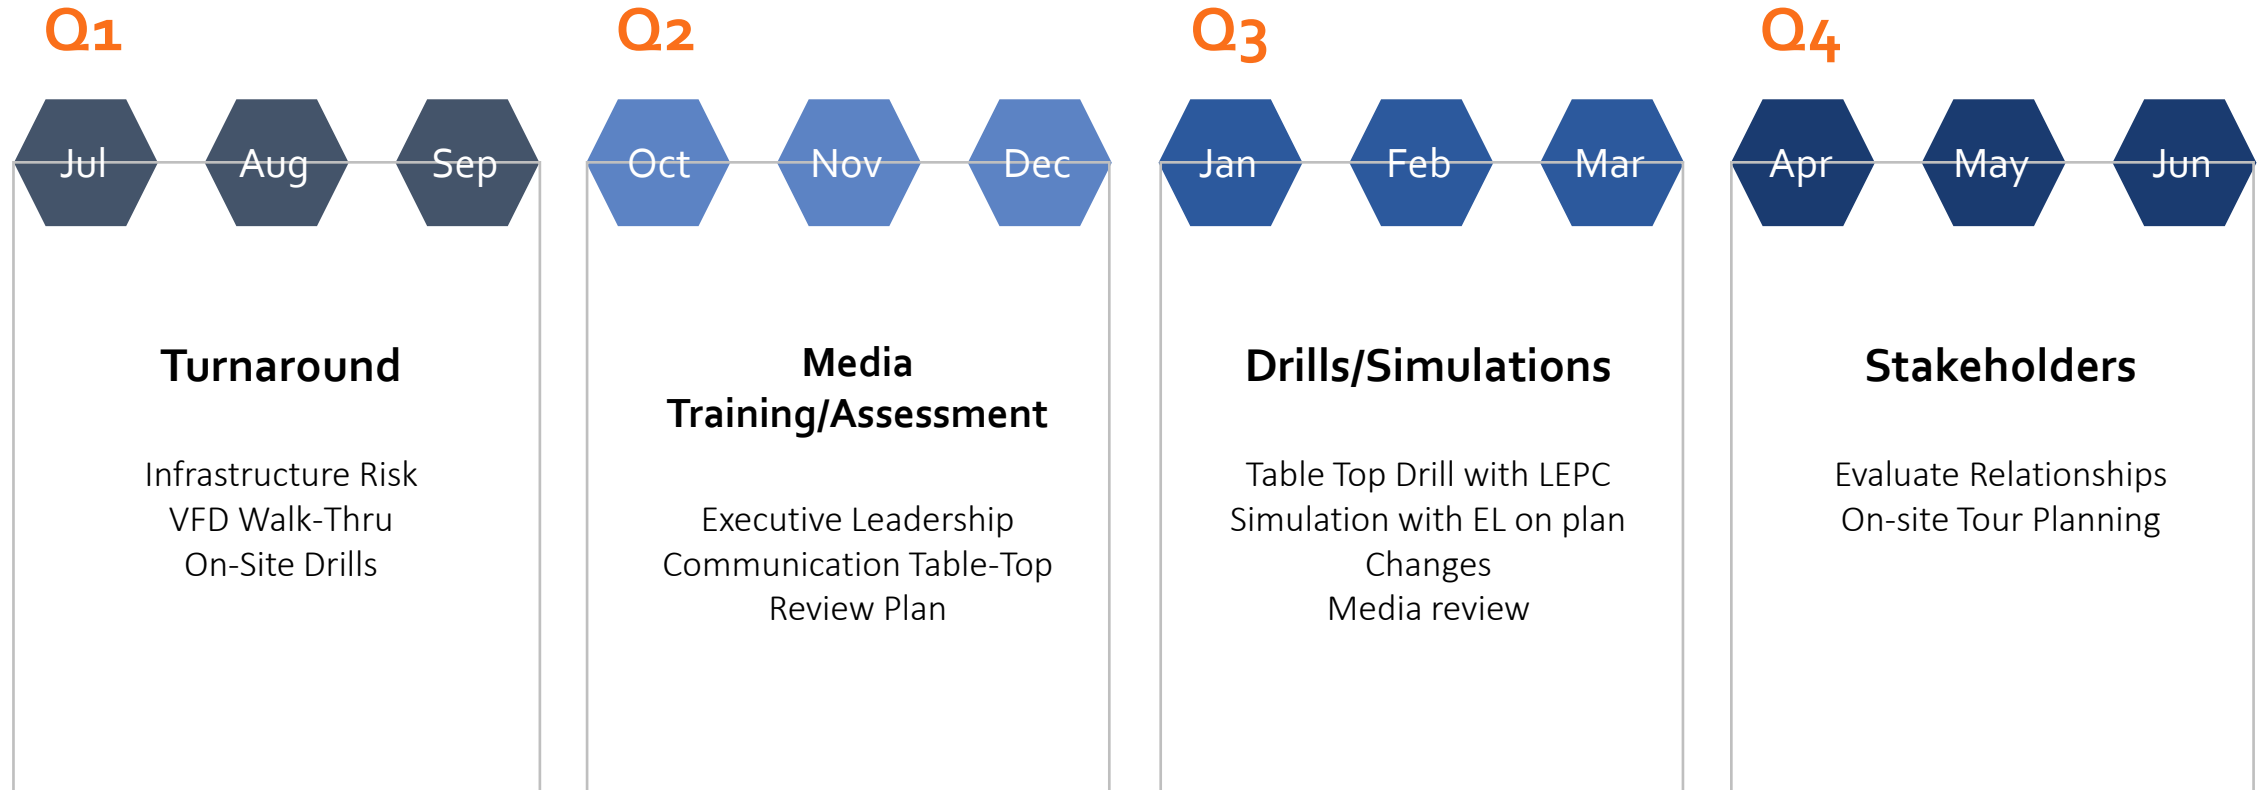 Q1
Jul Aug Sep
Turnaround
Infrastructure Risk
VFD Walk-Thru
On-Site Drills
Q2
Oct Nov Dec
Media
Training/Assessment
Executive Leadership
Communication Table-Top
Review Plan
Q3
Jan Feb Mar
Drills/Simulations
Table Top Drill with LEPC
Simulation with EL on plan
Changes
Media review
Q4
Apr May Jun
Stakeholders
Evaluate Relationships
On-site Tour Planning